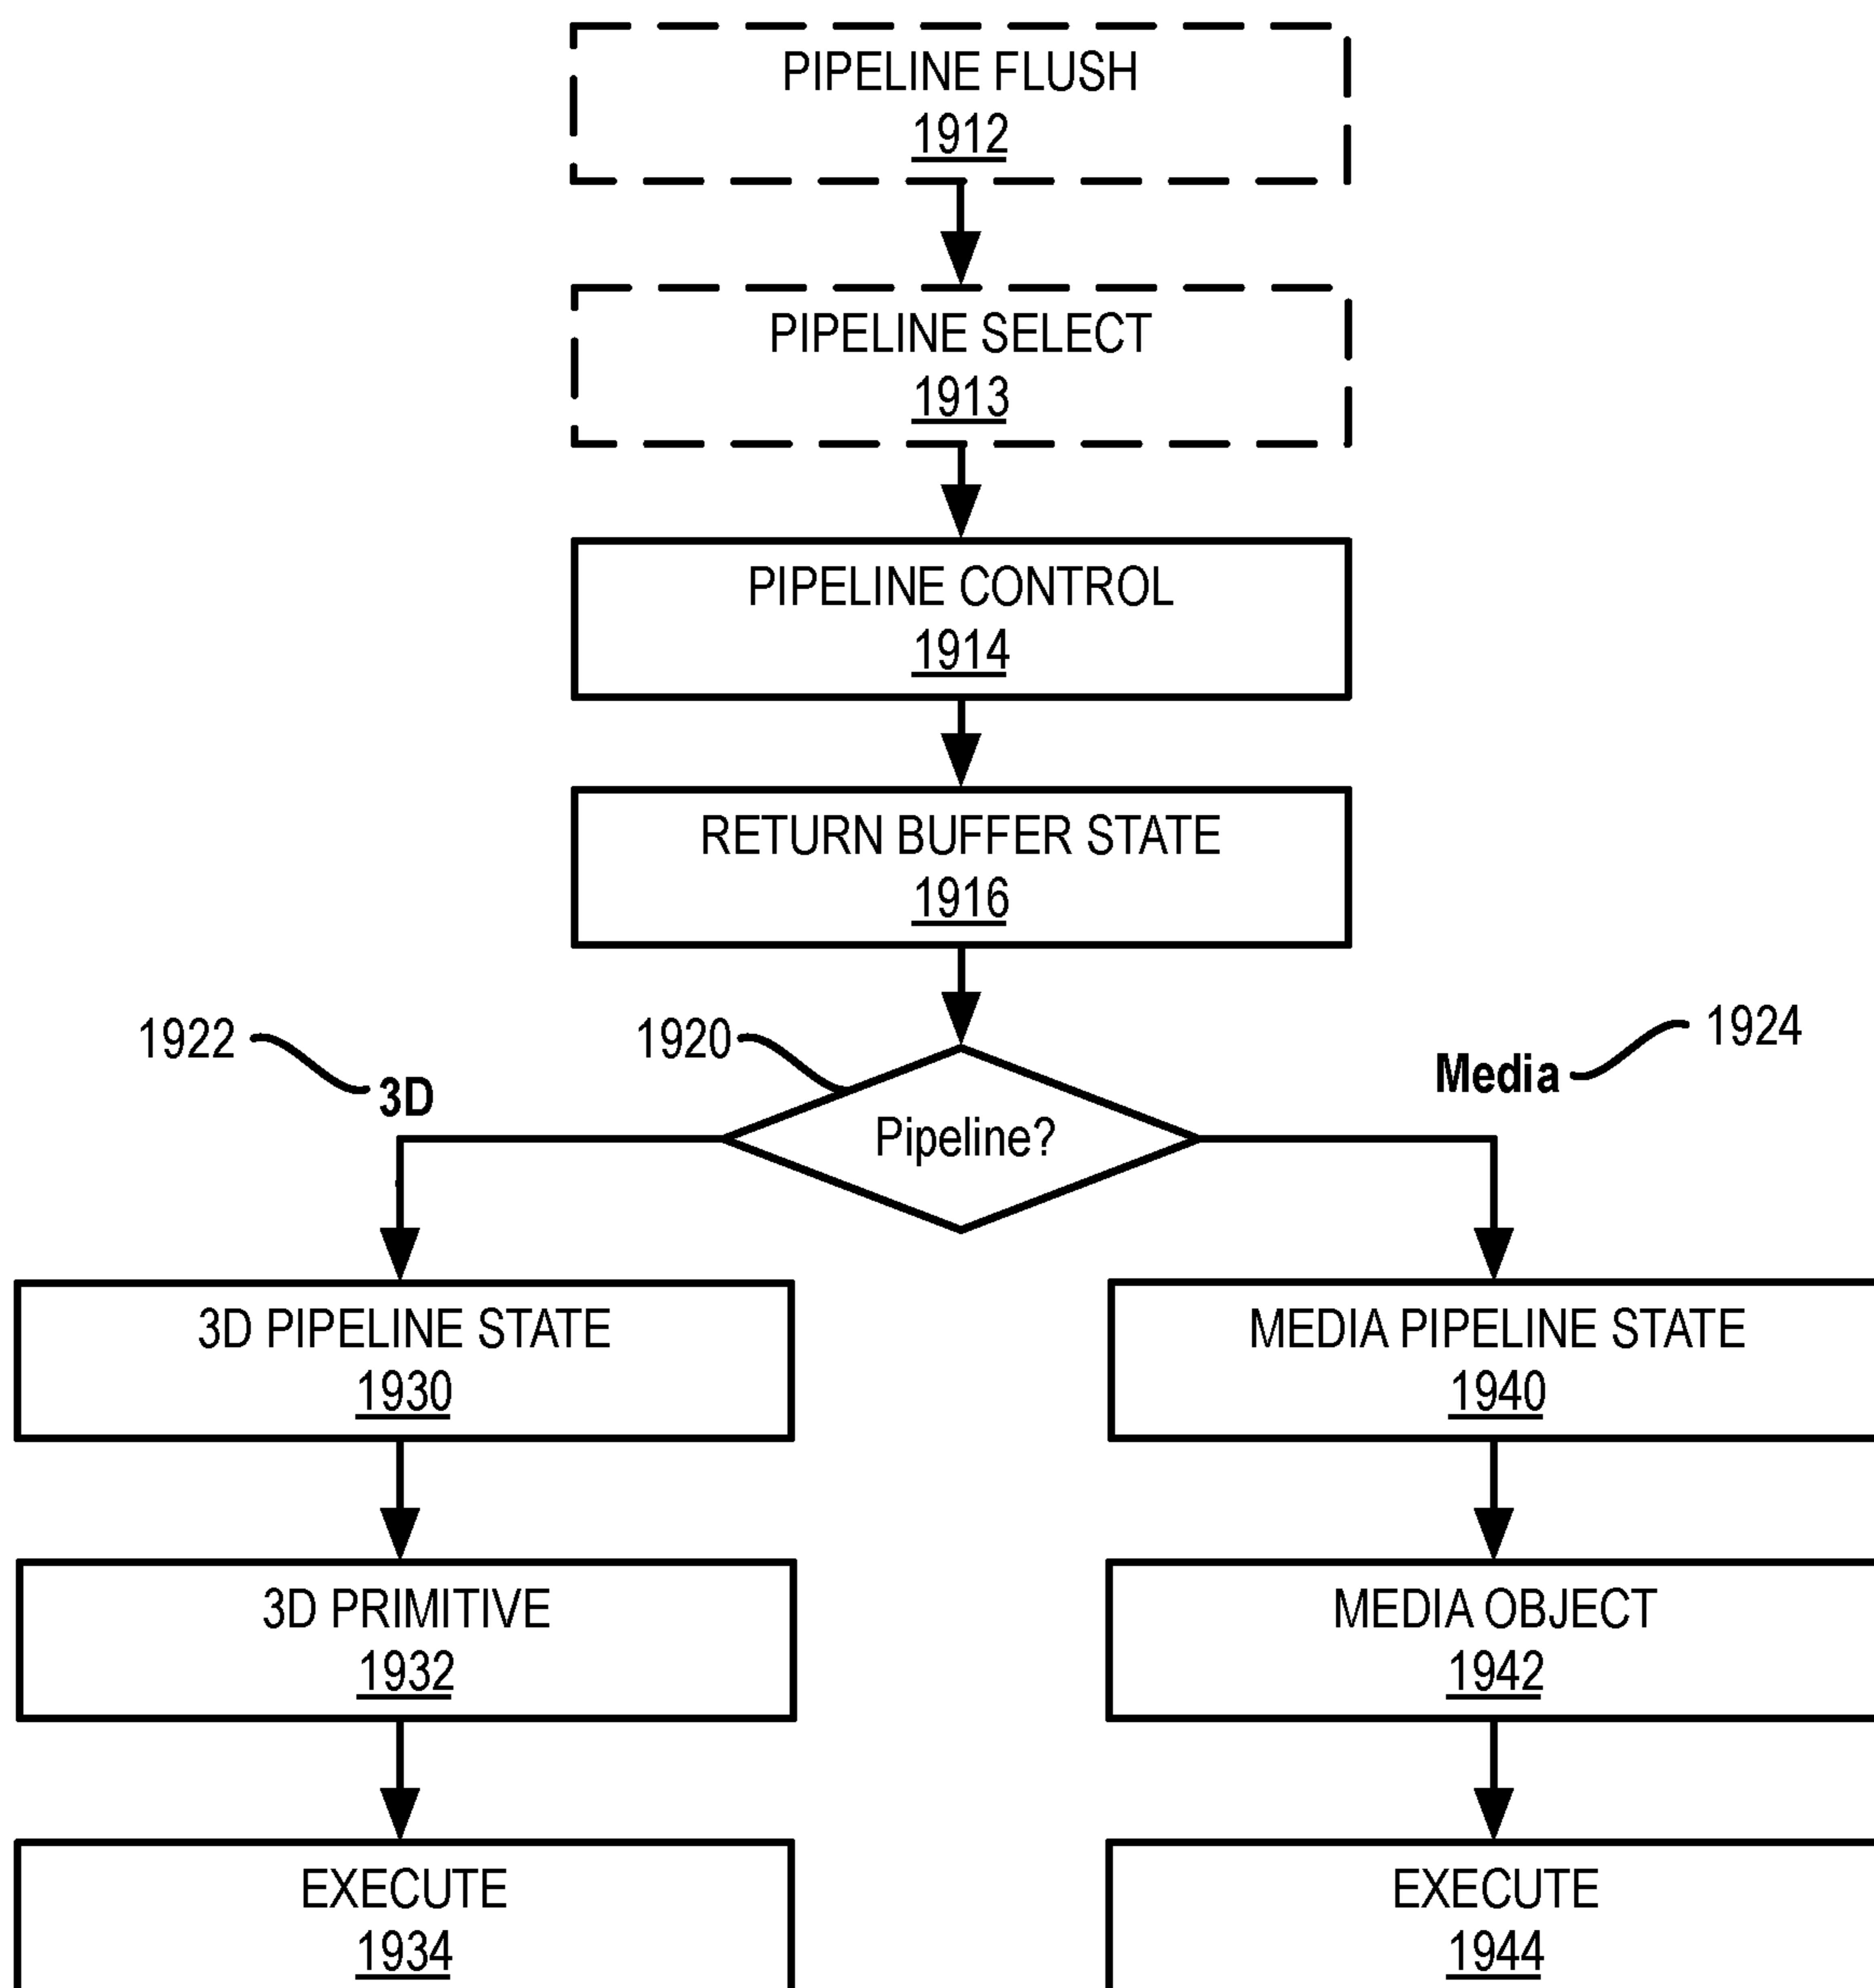 PIPELINE FLUSH
1912
PIPELINE SELECT
1913
PIPELINE CONTROL
1914
RETURN BUFFER STATE
1916
1922
3D
1920
Pipeline?
1924
Media
3D PIPELINE STATE
1930
3D PRIMITIVE
1932
EXECUTE
1934
MEDIA PIPELINE STATE
1940
MEDIA OBJECT
1942
EXECUTE
1944